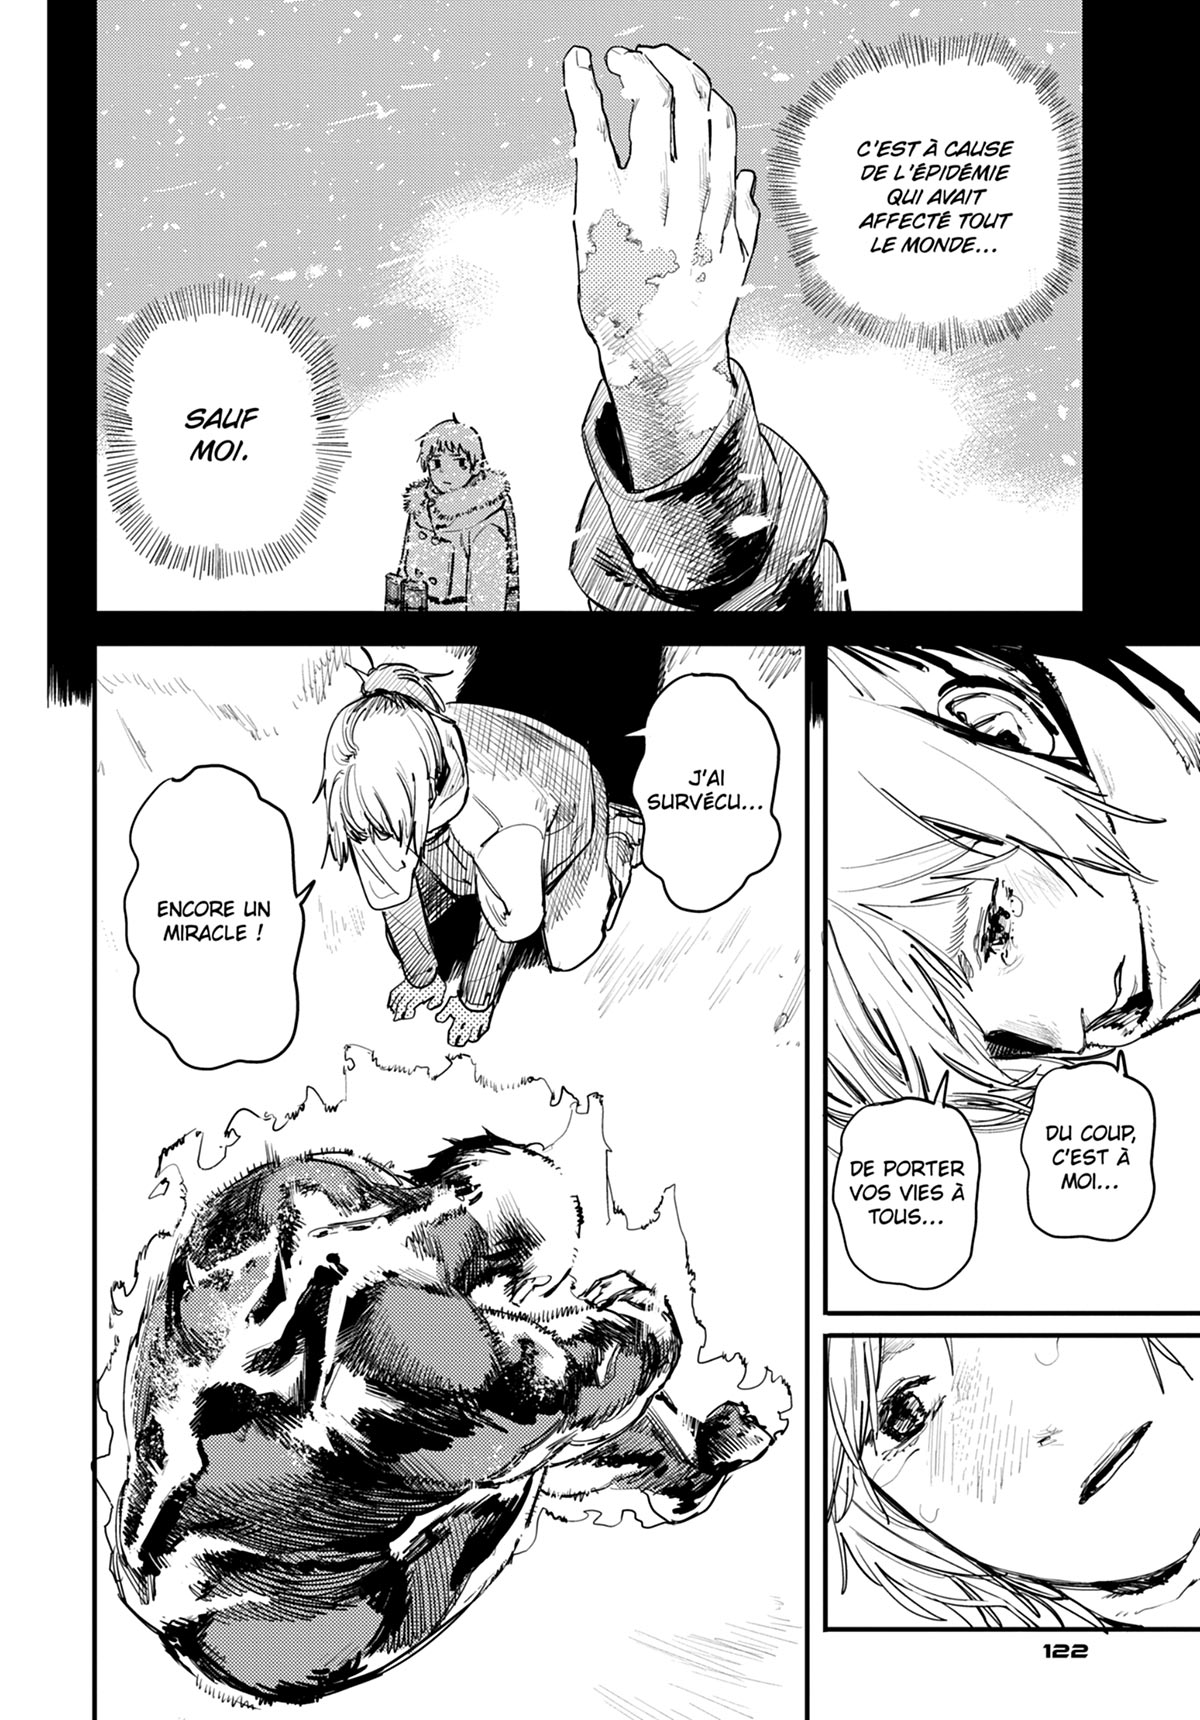 C'EST À CAUSE
DE L'ÉPIDÉMIE
QUI AVAIT
AFFECTÉ TOUT
LE MONDE...
SAUF
MOI.
DU COUP,
C'EST À
MOI...
DE PORTER
VOS VIES À
TOUS...
J'AI
SURVÉCU...
ENCORE UN
MIRACLE !
122